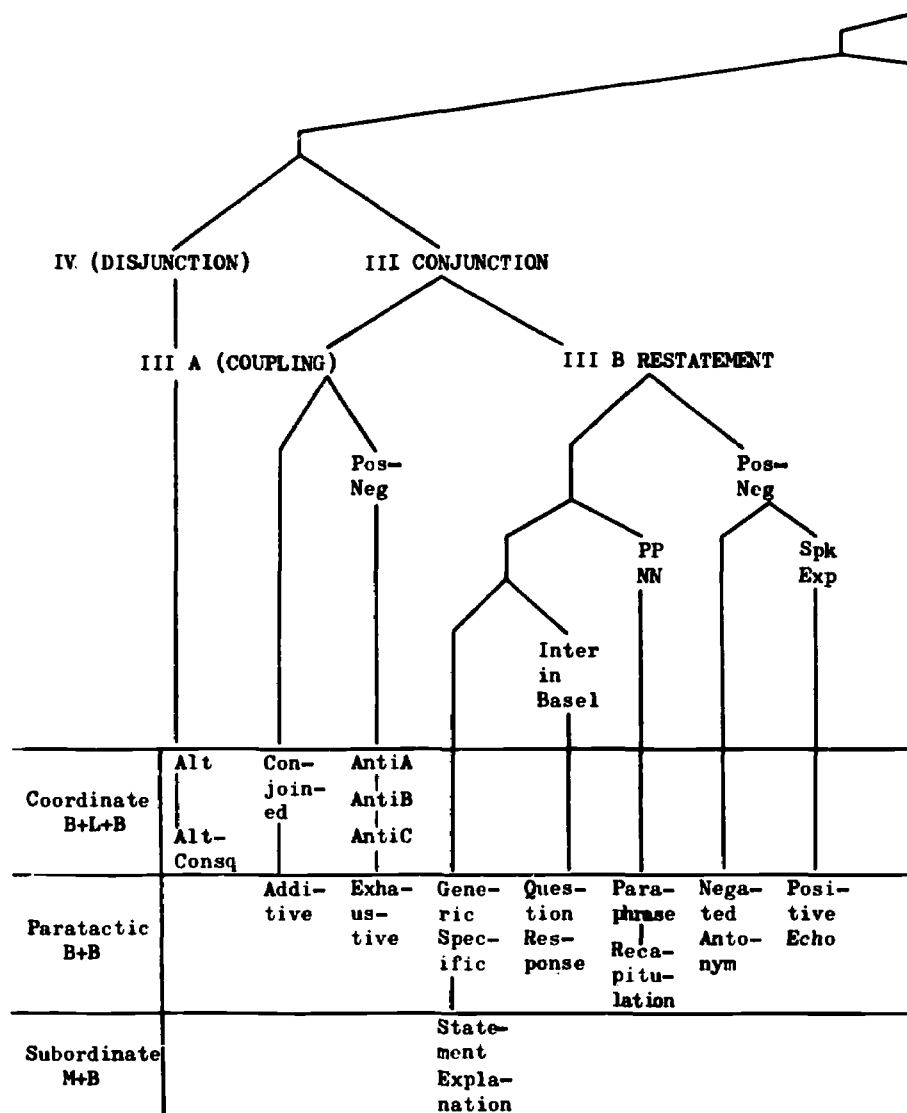 IV (DISJUNCTION)
III CONJUNCTION
III A (COUPLING)
III B RESTATEMENT
Pos-
Neg
Pos-
Neg
PP
NN
Spk
Exp
Inter
in
Basel
Coordinate
B+L+B
Alt
Alt-
Consq
Con-
join-
ed
AntiA
AntiB
AntiC
Paratactic
B+B
Addi-
tive
Exha-
us-
tive
Gene-
ric
Spec-
ific
Ques-
tion
Res-
ponse
Para-
phrase
Reca-
pitu-
lation
Nega-
ted
Anto-
nym
Posi-
tive
Echo
Subordinate
M+B
State-
ment
Expla-
nation